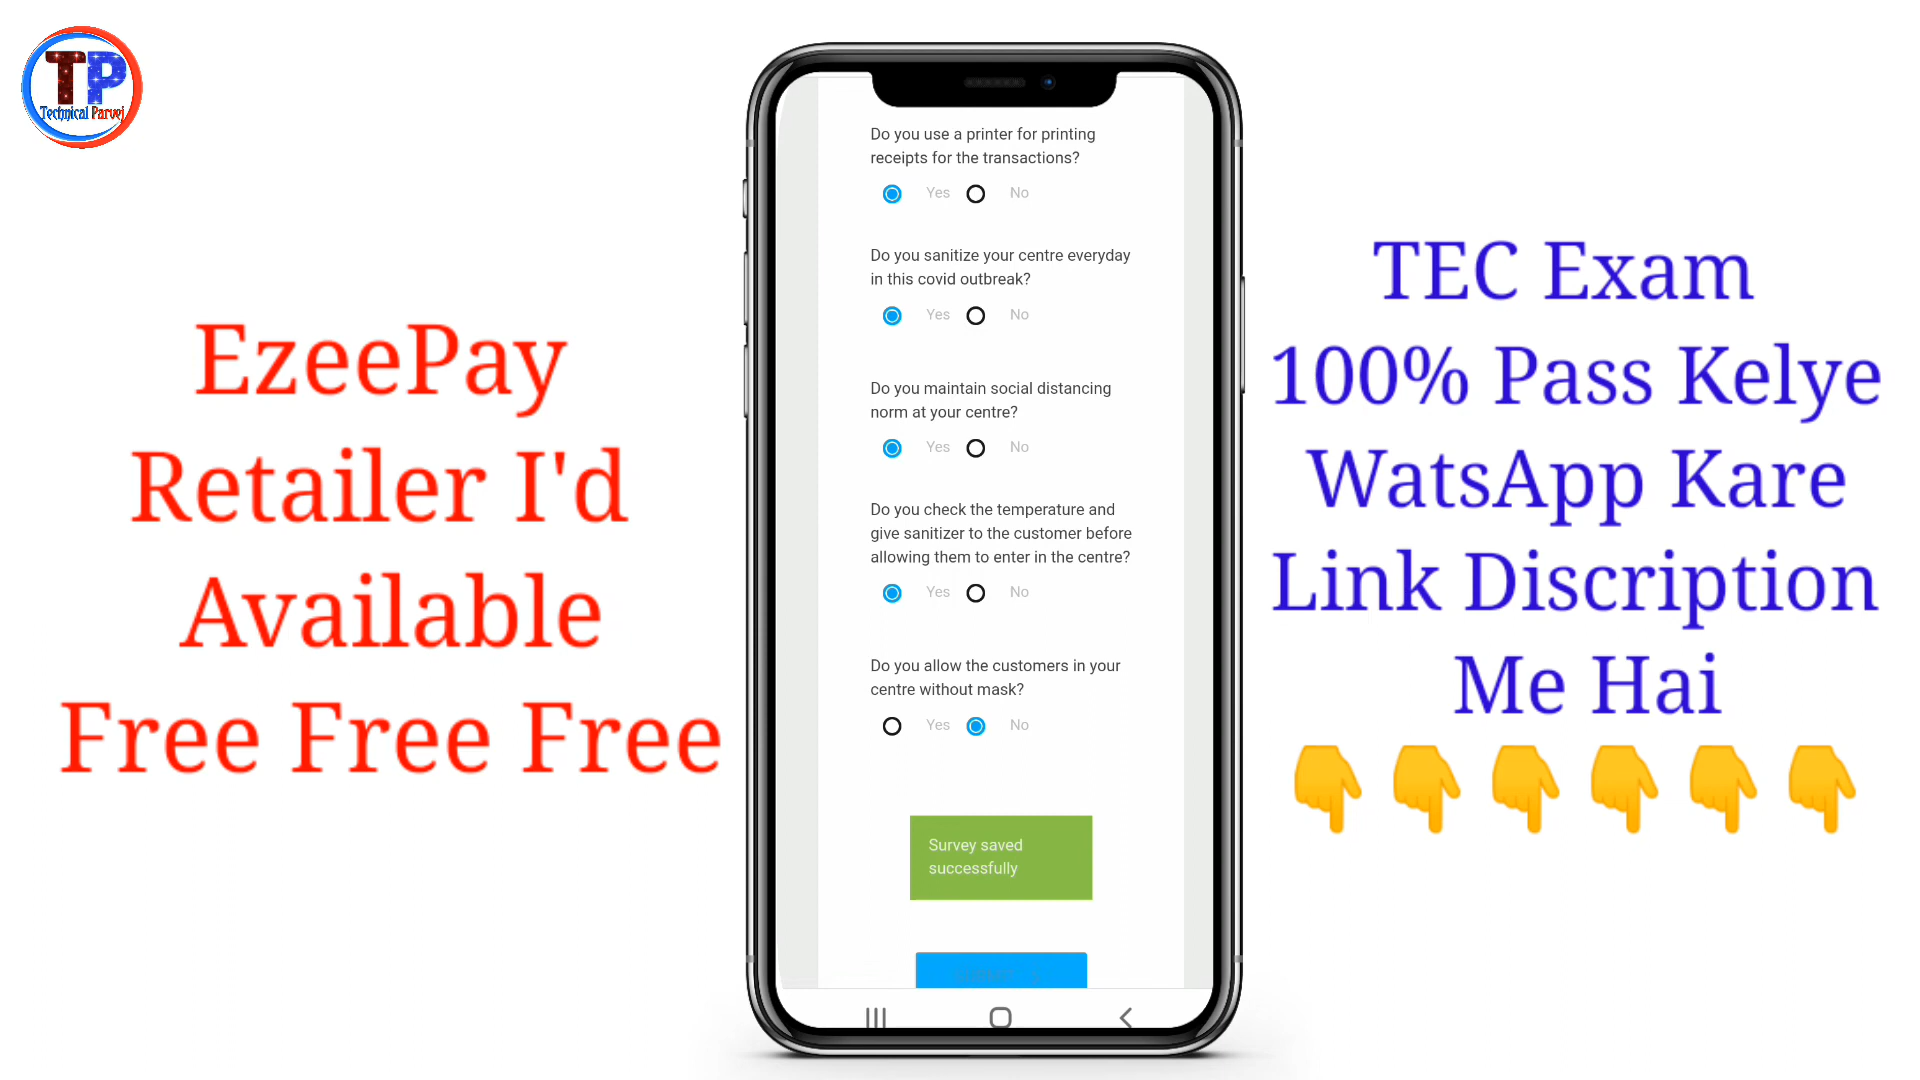 TP
Technical Parvej
EzeePay
Retailer I'd
Available
Free Free Free
Do you use a printer for printing
receipts for the transactions?
Yes No
Do you sanitize your centre everyday
in this covid outbreak?
Yes No
Do you maintain social distancing
norm at your centre?
Yes No
Do you check the temperature and
give sanitizer to the customer before
allowing them to enter in the centre?
Yes No
Do you allow the customers in your
centre without mask?
Yes No
Survey saved
successfully
TEC Exam
100% Pass Kelye
WatsApp Kare
Link Discription
Me Hai